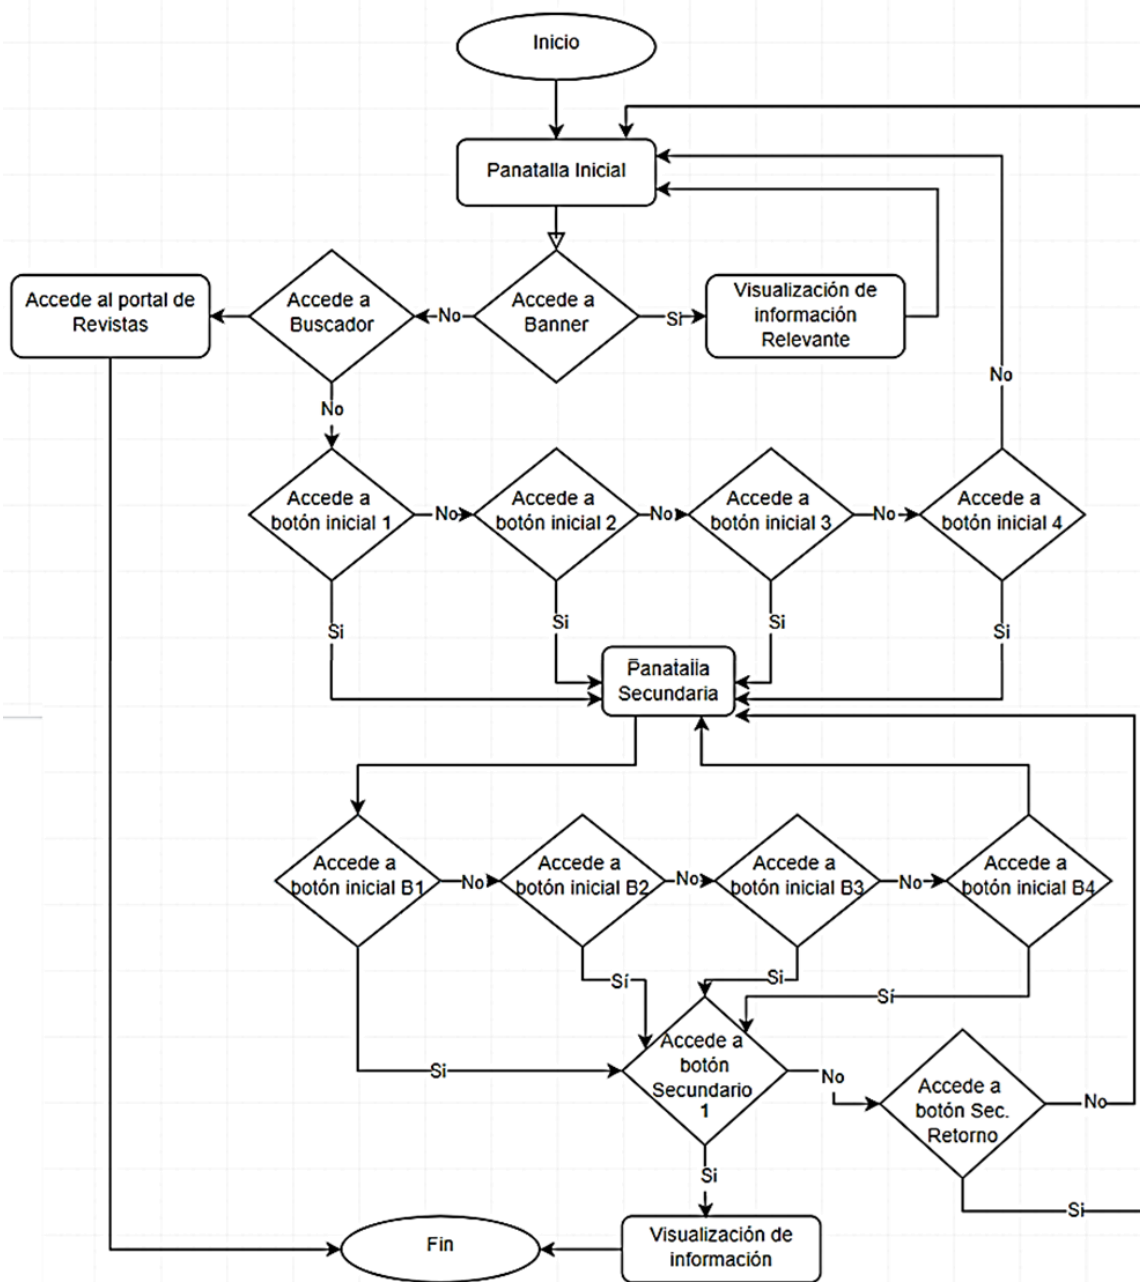 Inicio
Panatalla Inicial
Accede al portal de
Revistas
Accede a
Buscador
No
Accede a
Banner
Si
Visualización de
información
Relevante
No
No
Accede a
botón inicial 1
No
Accede a
botón inicial 2
No
Accede a
botón inicial 3
No
Accede a
botón inicial 4
Si
Si
Si
Si
Panatalla
Secundaria
Accede a
botón inicial B1
No
Accede a
botón inicial B2
No
Accede a
botón inicial B3
No
Accede a
botón inicial B4
Sí
Si
Sí
Si
Accede a
botón
Secundario
1
No
Accede a
botón Sec.
Retorno
No
Si
Si
Fin
Visualización de
información